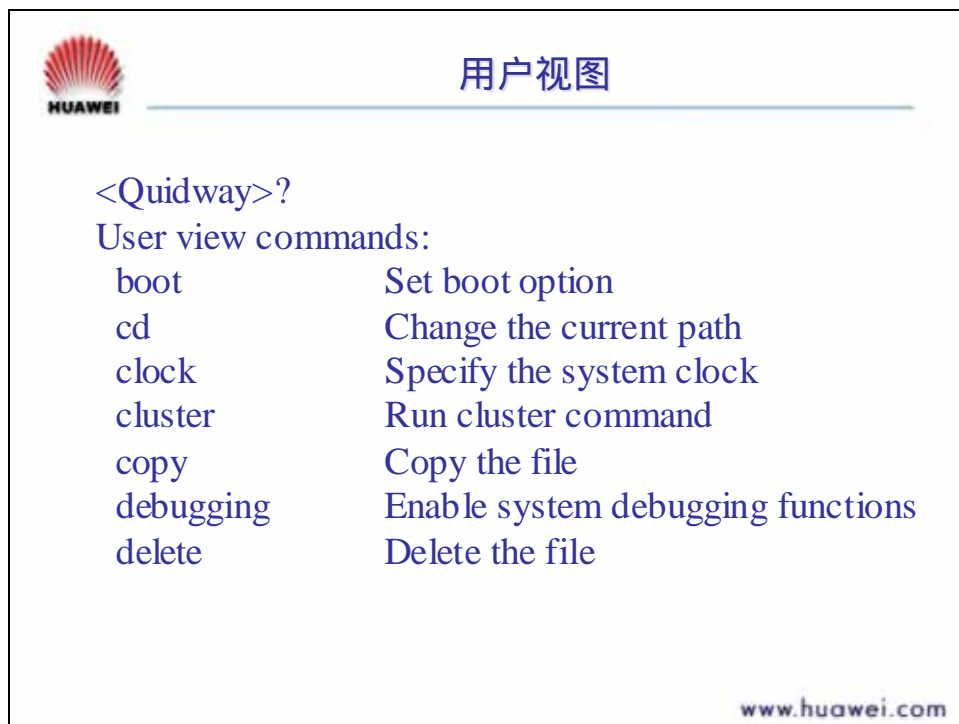 HUAWEI
用户视图
<Quidway>?
User view commands:
boot Set boot option
cd Change the current path
clock Specify the system clock
cluster Run cluster command
copy Copy the file
debugging Enable system debugging functions
delete Delete the file
www.huawei.com